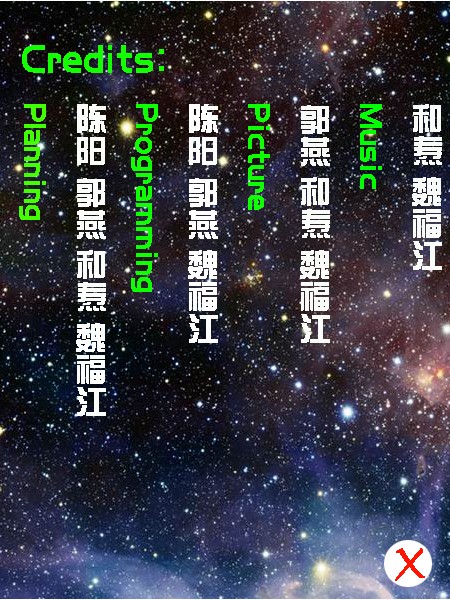 Credits:
Planning
陈阳 郭燕 和焘 魏福江
Programming
陈阳 郭燕 魏福江
Picture
郭燕 和焘 魏福江
Music
和焘 魏福江
X